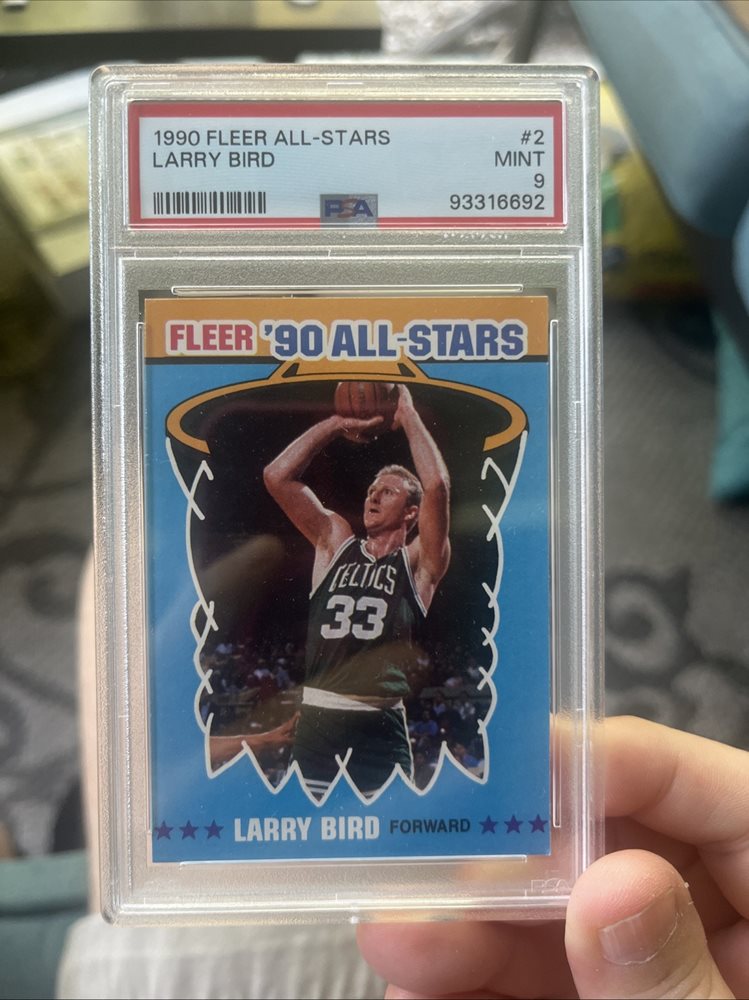 1990 FLEER ALL-STARS #2
LARRY BIRD MINT
9
PSA 93316692
FLEER '90 ALL-STARS
CELTICS
33
LARRY BIRD FORWARD
PSA